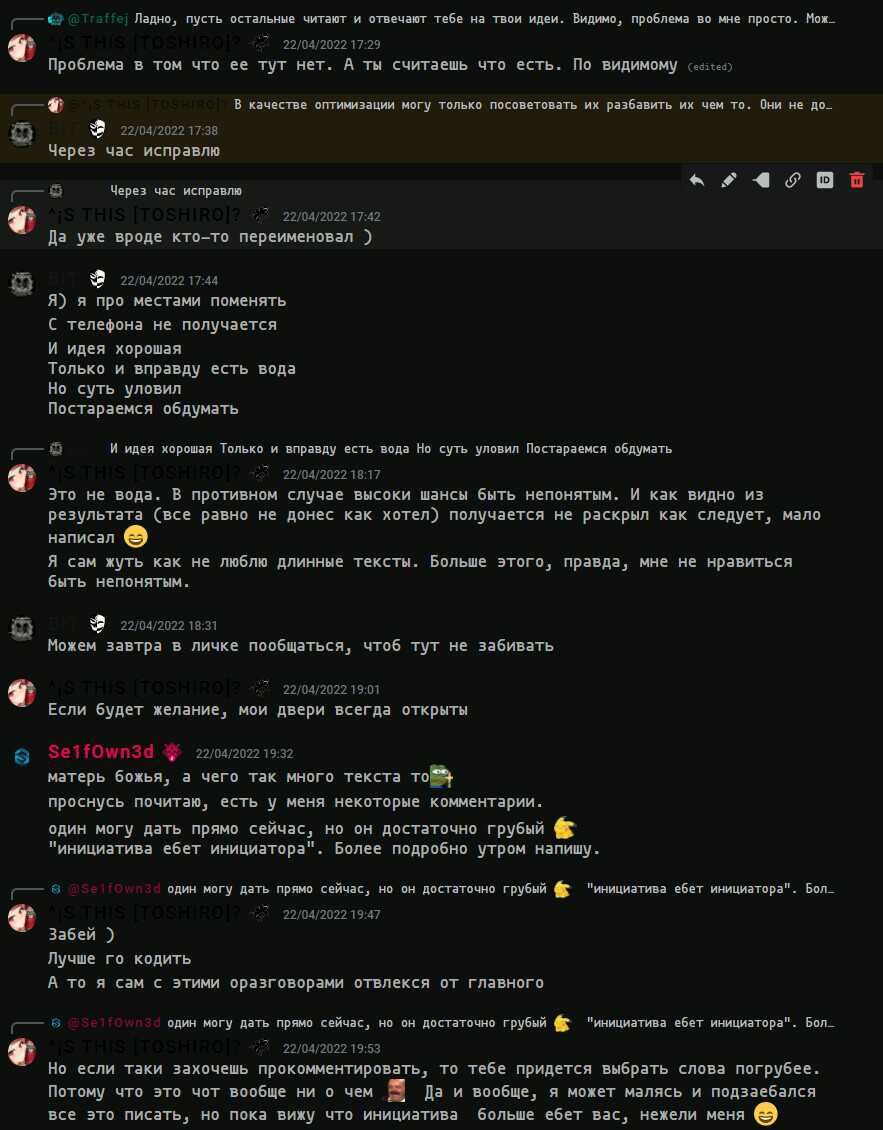 @Traffej Ладно, пусть остальные читают и отвечают тебе на твои идеи. Видимо, проблема во мне просто. Мож…
^¡S THIS [TOSHIRO]? 22/04/2022 17:29
Проблема в том что ее тут нет. А ты считаешь что есть. По видимому (edited)
@^¡S THIS [TOSHIRO]? В качестве оптимизации могу только посоветовать их разбавить их чем то. Они не до…
22/04/2022 17:38
Через час исправлю
Через час исправлю
ID
^¡S THIS [TOSHIRO]? 22/04/2022 17:42
Да уже вроде кто-то переименовал )
22/04/2022 17:44
Я) я про местами поменять
С телефона не получается
И идея хорошая
Только и вправду есть вода
Но суть уловил
Постараемся обдумать
И идея хорошая Только и вправду есть вода Но суть уловил Постараемся обдумать
^¡S THIS [TOSHIRO]? 22/04/2022 18:17
Это не вода. В противном случае высоки шансы быть непонятым. И как видно из
результата (все равно не донес как хотел) получается не раскрыл как следует, мало
написал
Я сам жуть как не люблю длинные тексты. Больше этого, правда, мне не нравиться
быть непонятым.
22/04/2022 18:31
Можем завтра в личке пообщаться, чтоб тут не забивать
^¡S THIS [TOSHIRO]? 22/04/2022 19:01
Если будет желание, мои двери всегда открыты
Se1fOwn3d 22/04/2022 19:32
матерь божья, а чего так много текста то
проснусь почитаю, есть у меня некоторые комментарии.
один могу дать прямо сейчас, но он достаточно грубый
"инициатива ебет инициатора". Более подробно утром напишу.
@Se1fOwn3d один могу дать прямо сейчас, но он достаточно грубый "инициатива ебет инициатора". Бол…
^¡S THIS [TOSHIRO]? 22/04/2022 19:47
Забей )
Лучше го кодить
А то я сам с этими оразговорами отвлекся от главного
@Se1fOwn3d один могу дать прямо сейчас, но он достаточно грубый "инициатива ебет инициатора". Бол…
^¡S THIS [TOSHIRO]? 22/04/2022 19:53
Но если таки захочешь прокомментировать, то тебе придется выбрать слова погрубее.
Потому что это чот вообще ни о чем Да и вообще, я может малясь и подзаебался
все это писать, но пока вижу что инициатива больше ебет вас, нежели меня